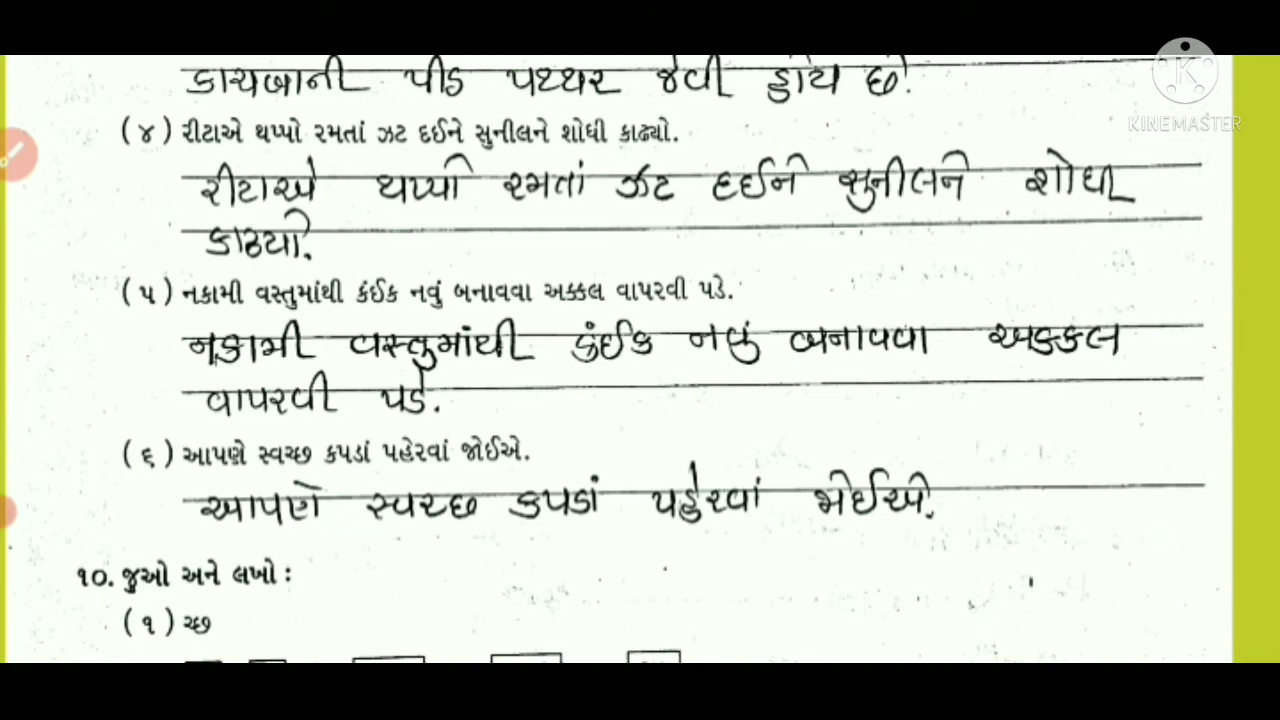 કાચબાની પીઠ પથ્થર જેવી હોય છે.
KINEMASTER
(૪) રીટાએ થપ્પો રમતાં ઝટ દઈને સુનીલને શોધી કાઢ્યો.
રીટાએ થપ્પો રમતાં ઝટ દઈને સુનીલને શોધી
કાઢયો.
(૫) નકામી વસ્તુમાંથી કંઈક નવું બનાવવા અક્કલ વાપરવી પડે.
નકામી વસ્તુમાંથી કંઈક નવું બનાવવા અક્કલ
વાપરવી પડે.
(૬) આપણે સ્વચ્છ કપડાં પહેરવાં જોઈએ.
આપણે સ્વચ્છ કપડાં પહેરવાં જોઈએ.
૧૦. જુઓ અને લખો :
(૧) ચ્છ